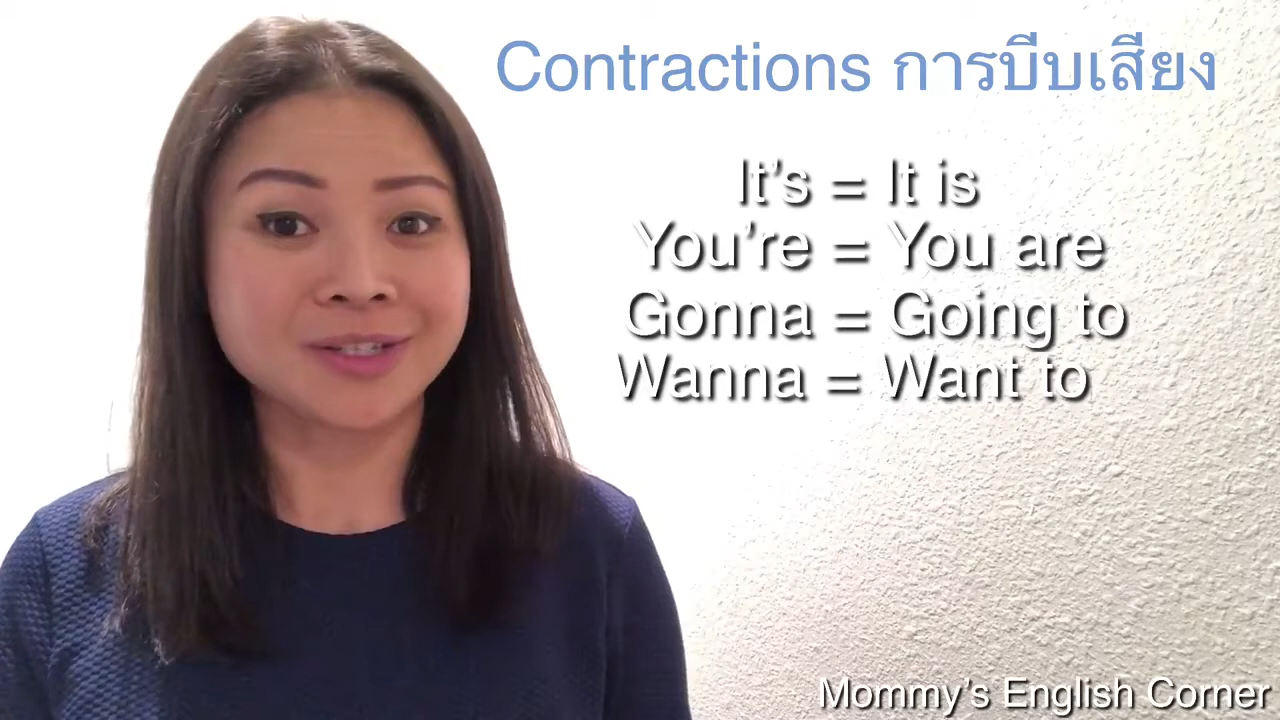 Contractions การบีบเสียง
It's = It is
You're = You are
Gonna = Going to
Wanna = Want to
Mommy's English Corner